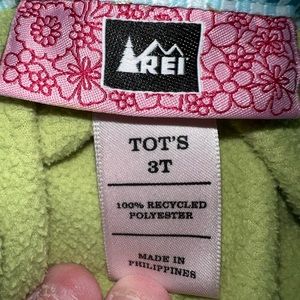 REI
TOT'S
3T
100% RECYCLED
POLYESTER
MADE IN
PHILIPPINES